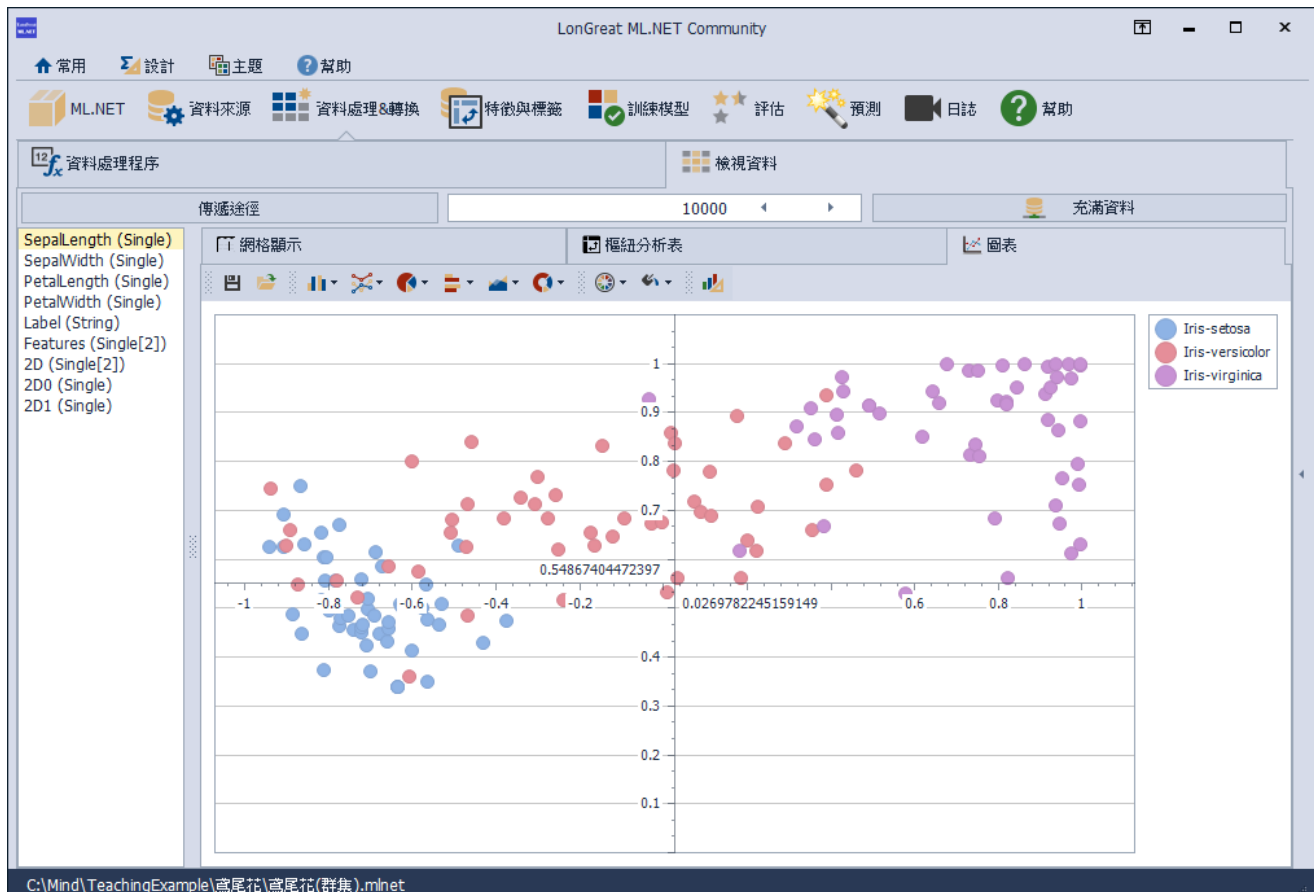 LonGreat ML.NET
LonGreat ML.NET Community
常用 設計 主題 幫助
ML.NET 資料來源 資料處理&轉換 特徵與標籤 訓練模型 評估 預測 日誌 幫助
資料處理程序 檢視資料
傳遞途徑 10000 充滿資料
SepalLength (Single)
SepalWidth (Single)
PetalLength (Single)
PetalWidth (Single)
Label (String)
Features (Single[2])
2D (Single[2])
2D0 (Single)
2D1 (Single)
網格顯示 樞紐分析表 圖表
Iris-setosa
Iris-versicolor
Iris-virginica
1
0.9
0.8
0.7
0.54867404472397
-1 -0.8 -0.6 -0.4 -0.2 0.0269782245159149 0.6 0.8 1
0.4
0.3
0.2
0.1
C:\Mind\TeachingExample\鳶尾花\鳶尾花(群集).mlnet